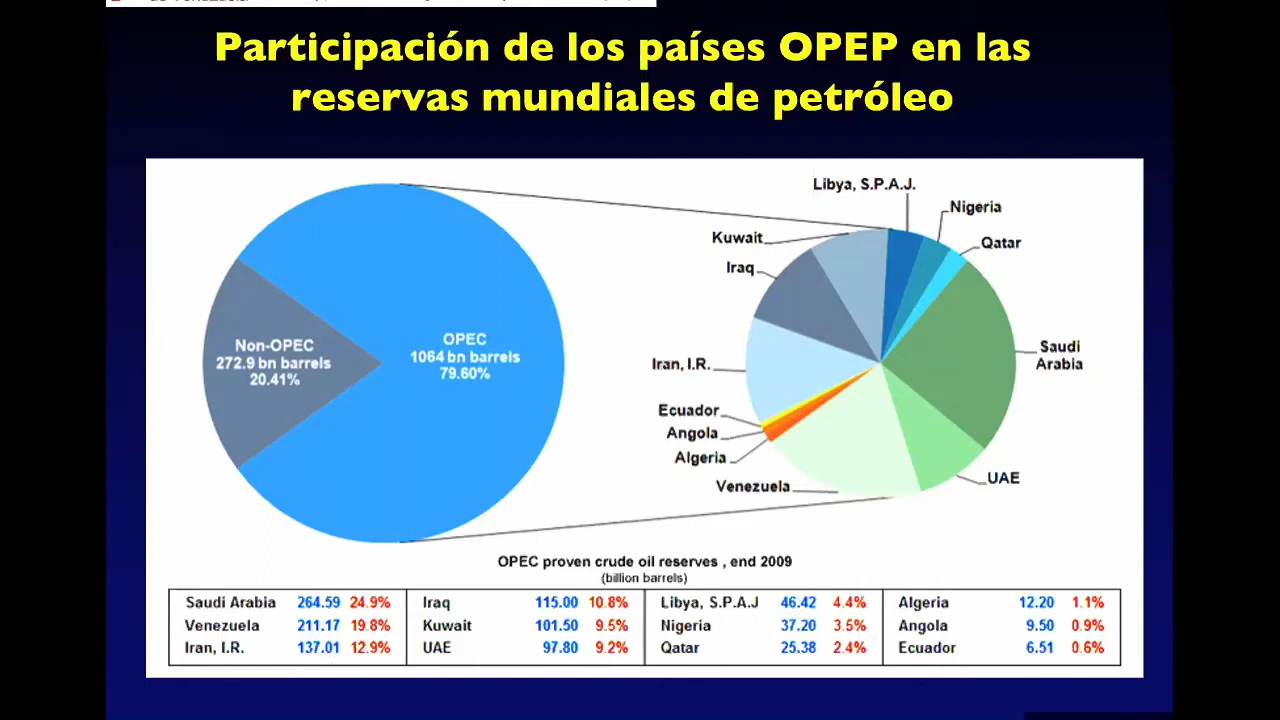 Participación de los países OPEP en las
reservas mundiales de petróleo
Libya, S.P.A.J.
Nigeria
Kuwait
Qatar
Iraq
Non-OPEC
272.9 bn barrels
20.41%
OPEC
1064 bn barrels
79.60%
Saudi
Arabia
Iran, I.R.
Ecuador
Angola
Algeria
Venezuela
UAE
OPEC proven crude oil reserves , end 2009
(billion barrels)
Saudi Arabia 264.59 24.9% Iraq 115.00 10.8% Libya, S.P.A.J 46.42 4.4% Algeria 12.20 1.1%
Venezuela 211.17 19.8% Kuwait 101.50 9.5% Nigeria 37.20 3.5% Angola 9.50 0.9%
Iran, I.R. 137.01 12.9% UAE 97.80 9.2% Qatar 25.38 2.4% Ecuador 6.51 0.6%